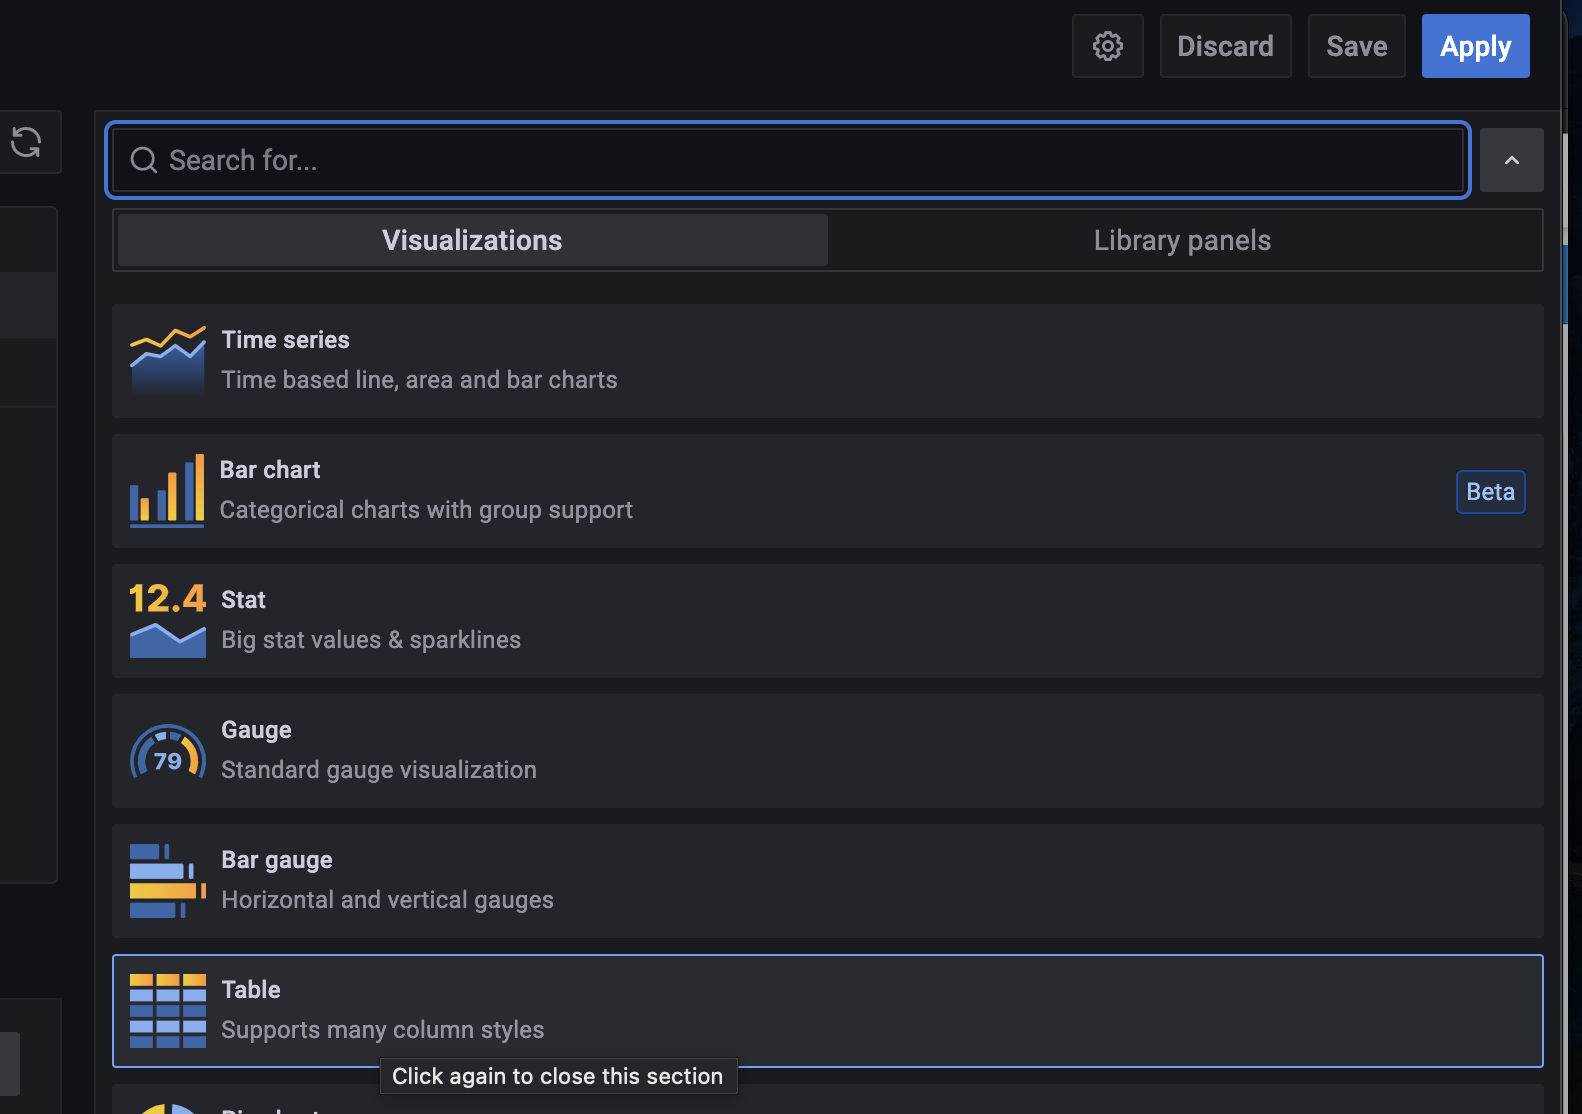 Discard
Save
Apply
Search for...
Visualizations
Library panels
Time series
Time based line, area and bar charts
Bar chart
Categorical charts with group support
Beta
12.4
Stat
Big stat values & sparklines
79
Gauge
Standard gauge visualization
Bar gauge
Horizontal and vertical gauges
Table
Supports many column styles
Click again to close this section